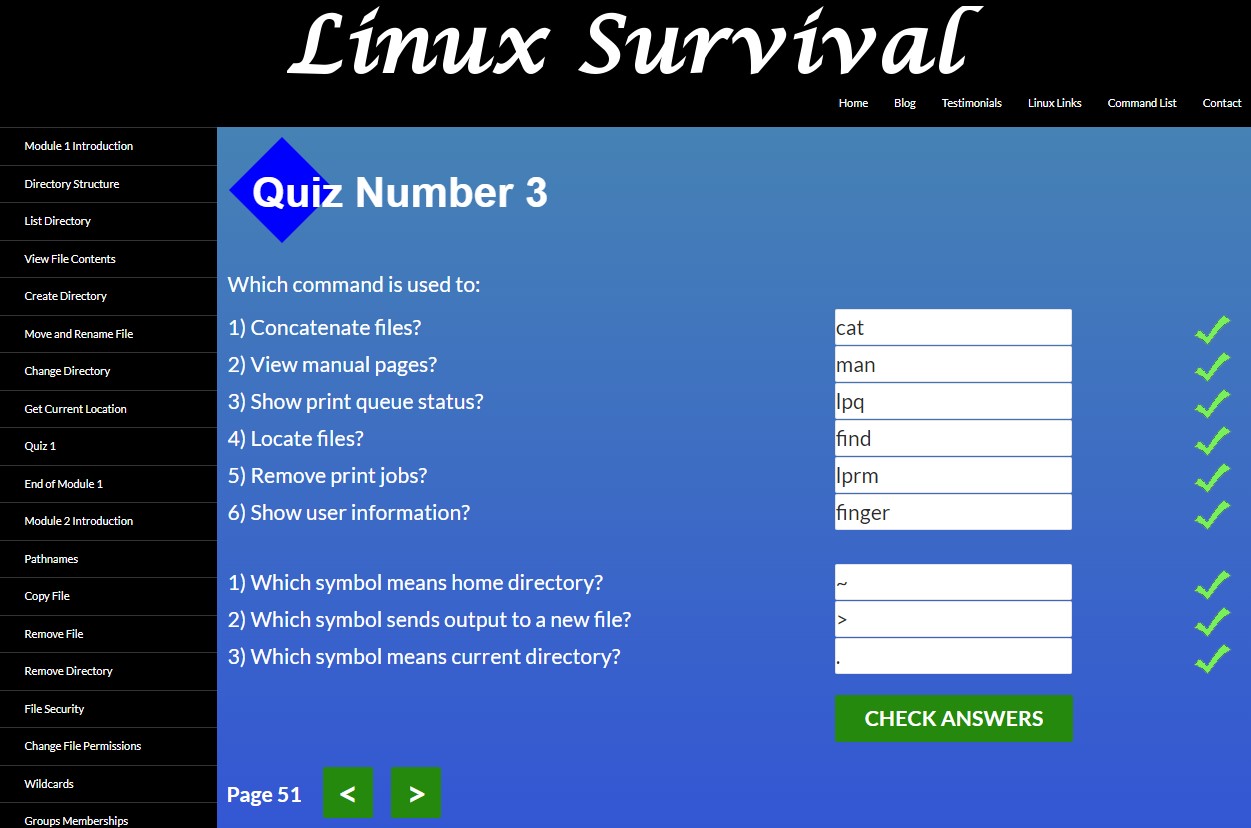 Linux Survival
Home Blog Testimonials Linux Links Command List Contact
Module 1 Introduction
Directory Structure
List Directory
View File Contents
Create Directory
Move and Rename File
Change Directory
Get Current Location
Quiz 1
End of Module 1
Module 2 Introduction
Pathnames
Copy File
Remove File
Remove Directory
File Security
Change File Permissions
Wildcards
Groups Memberships
Quiz Number 3
Which command is used to:
1) Concatenate files? cat
2) View manual pages? man
3) Show print queue status? lpq
4) Locate files? find
5) Remove print jobs? lprm
6) Show user information? finger
1) Which symbol means home directory? ~
2) Which symbol sends output to a new file? >
3) Which symbol means current directory? .
CHECK ANSWERS
Page 51 < >